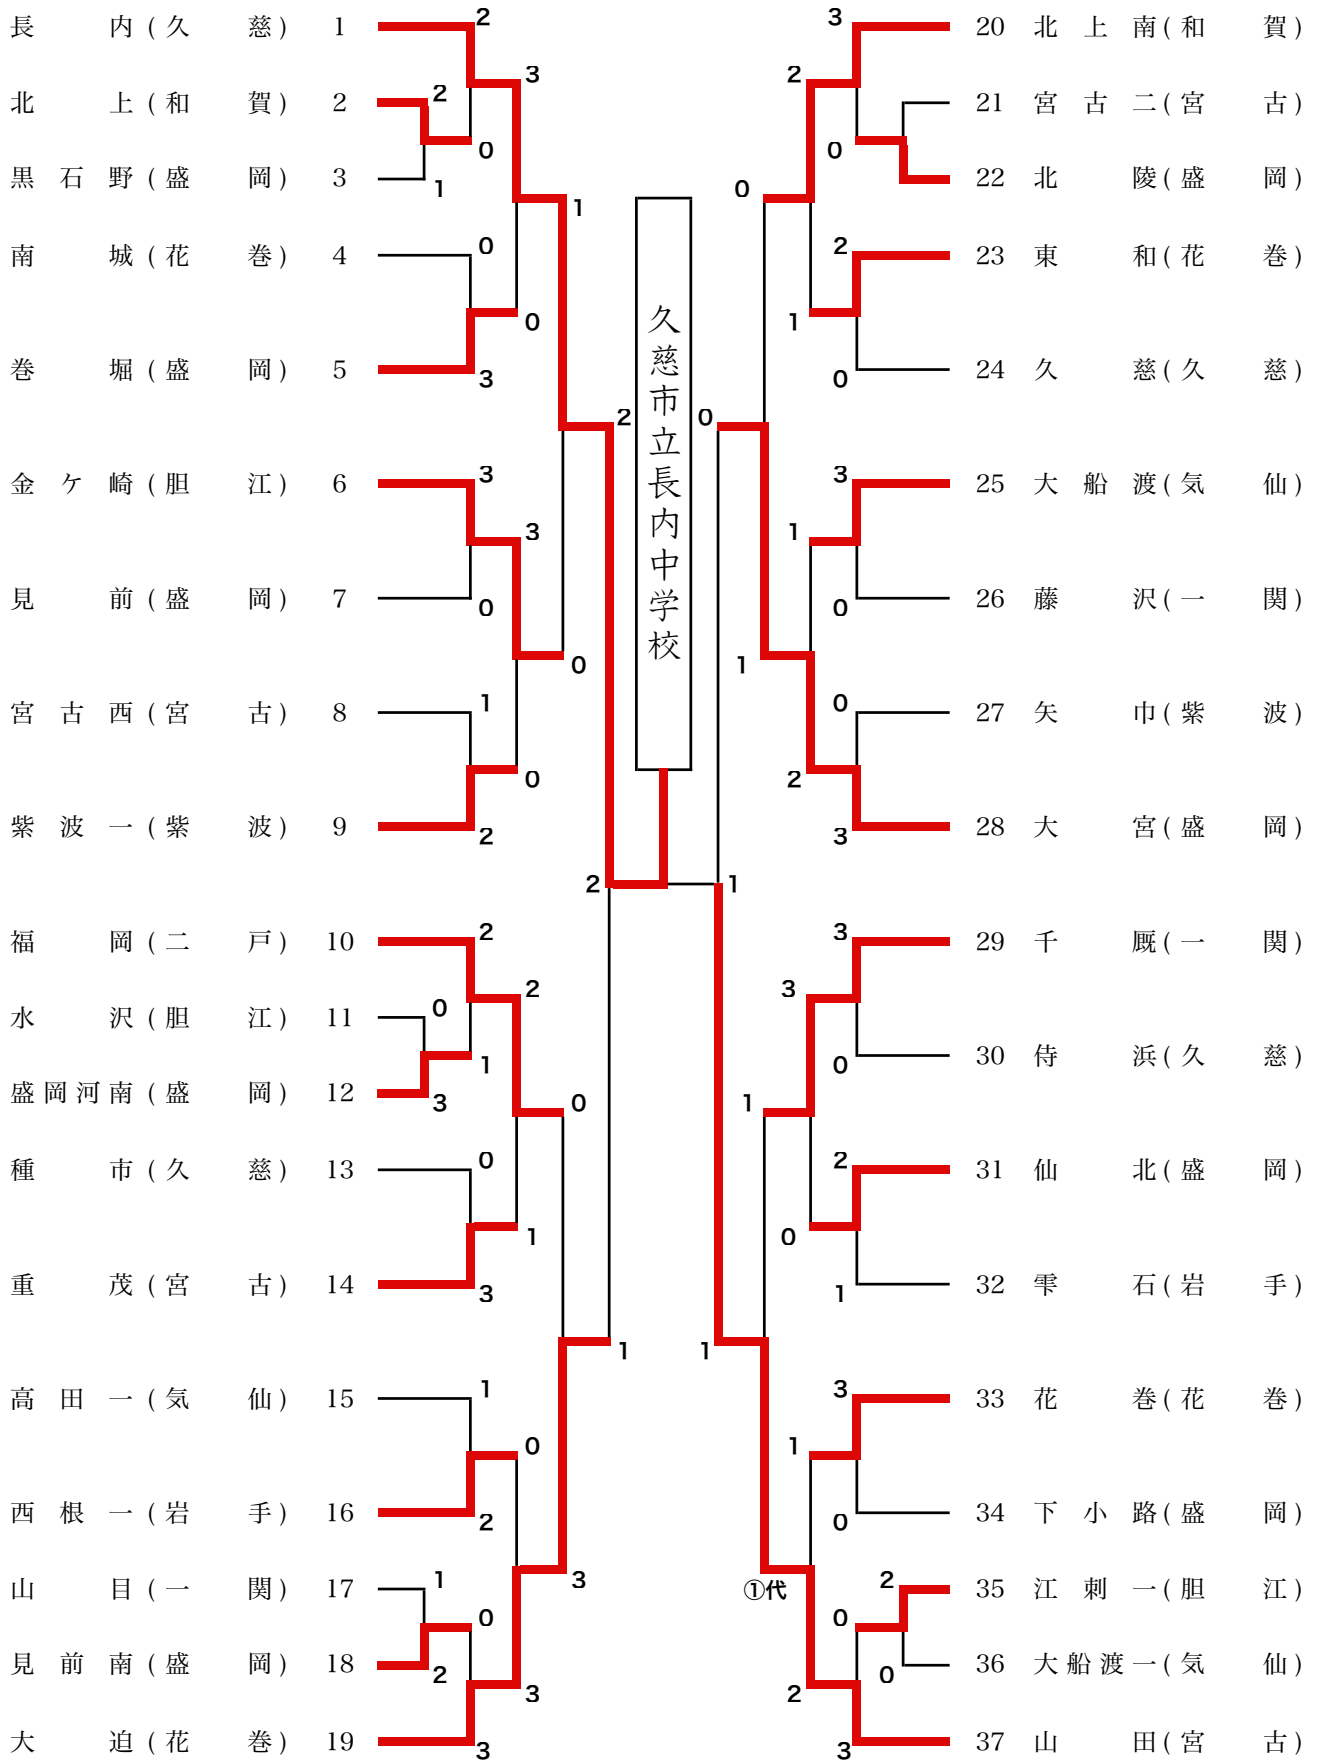 長内(久慈) 1
2
北上(和賀) 2
2
3
0
黒石野(盛岡) 3
1
1
南城(花巻) 4
0
0
巻堀(盛岡) 5
3
2
金ケ崎(胆江) 6
3
3
見前(盛岡) 7
0
0
宮古西(宮古) 8
1
0
紫波一(紫波) 9
2
2
福岡(二戸) 10
2
2
水沢(胆江) 11
0
1
盛岡河南(盛岡) 12
3
0
種市(久慈) 13
0
1
重茂(宮古) 14
3
1
高田一(気仙) 15
1
0
西根一(岩手) 16
2
3
山目(一関) 17
1
0
見前南(盛岡) 18
2
3
大迫(花巻) 19
3
久慈市立長内中学校
3
20 北上南(和賀)
2
21 宮古二(宮古)
0
0
22 北陵(盛岡)
2
23 東和(花巻)
1
0
24 久慈(久慈)
0
3
25 大船渡(気仙)
1
0
26 藤沢(一関)
1
0
27 矢巾(紫波)
2
3
28 大宮(盛岡)
1
3
29 千厩(一関)
3
0
30 侍浜(久慈)
1
2
31 仙北(盛岡)
0
1
32 雫石(岩手)
1
3
33 花巻(花巻)
1
0
34 下小路(盛岡)
①代
2
35 江刺一(胆江)
0
0
36 大船渡一(気仙)
2
3
37 山田(宮古)